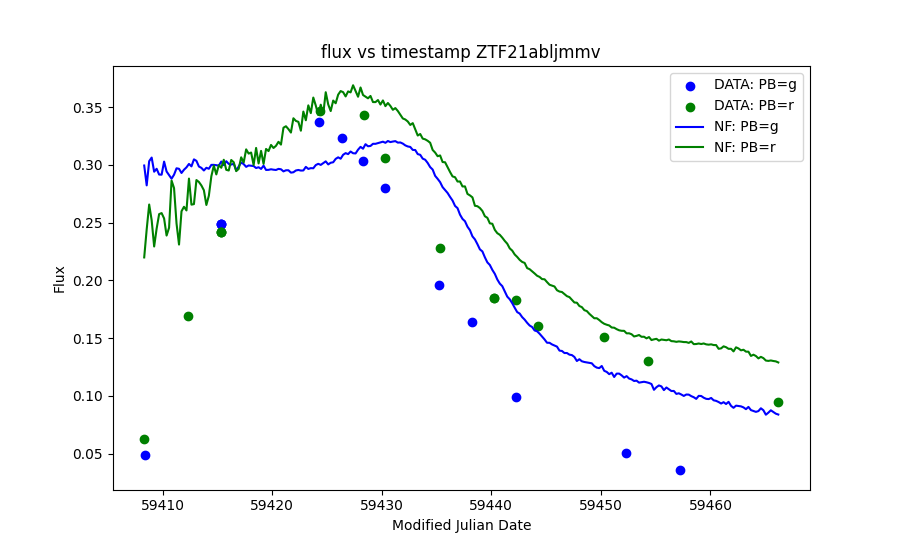 flux vs timestamp ZTF21abljmmv
DATA: PB=g
DATA: PB=r
NF: PB=g
NF: PB=r
0.35
0.30
0.25
0.20
0.15
0.10
0.05
Flux
59410 59420 59430 59440 59450 59460
Modified Julian Date